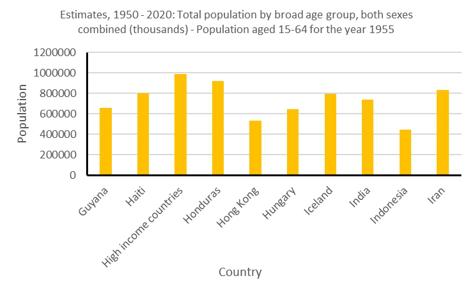 Estimates, 1950 - 2020: Total population by broad age group, both sexes
combined (thousands) - Population aged 15-64 for the year 1955
1200000
1000000
800000
600000
400000
200000
0
Population
Guyana
Haiti
High income countries
Honduras
Hong Kong
Hungary
Iceland
India
Indonesia
Iran
Country